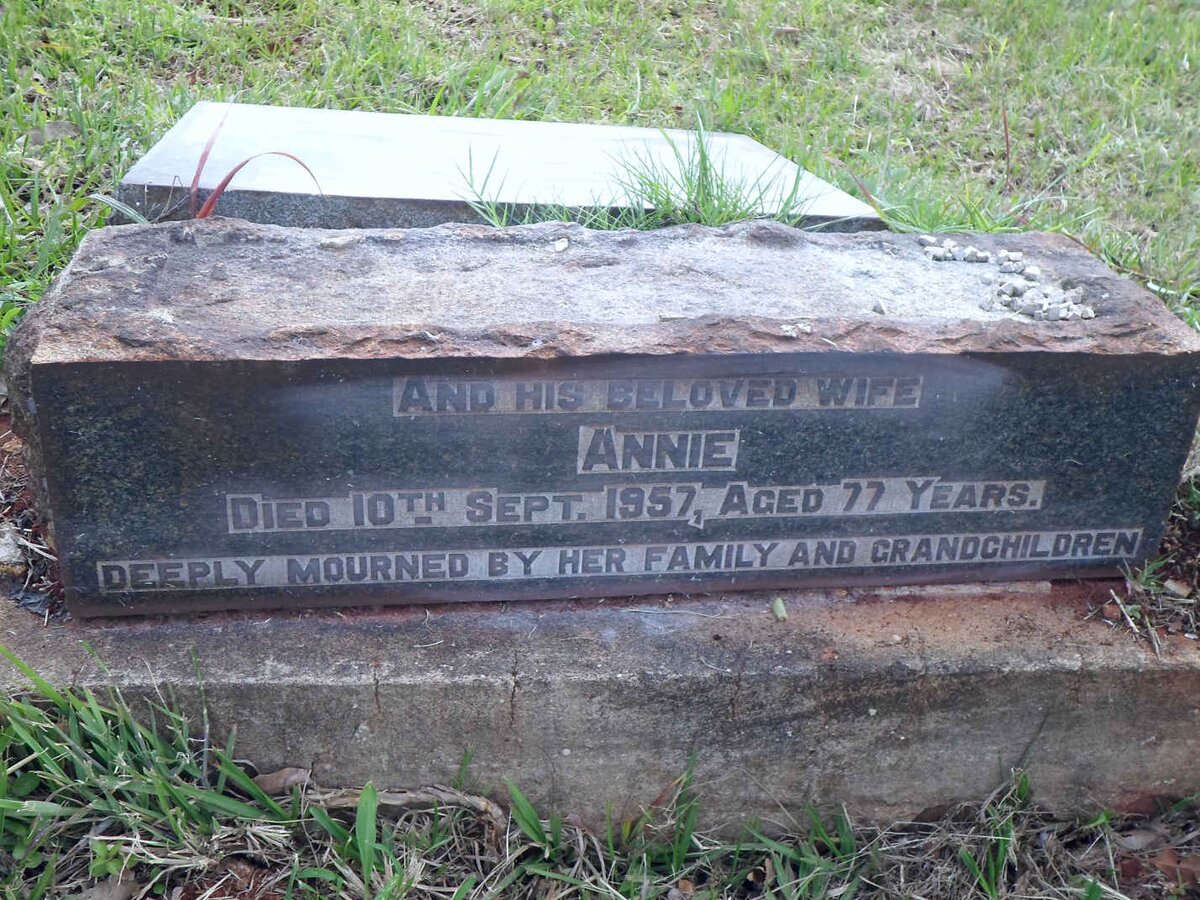 AND HIS BELOVED WIFE
ANNIE
DIED 10TH SEPT. 1957, AGED 77 YEARS.
DEEPLY MOURNED BY HER FAMILY AND GRANDCHILDREN